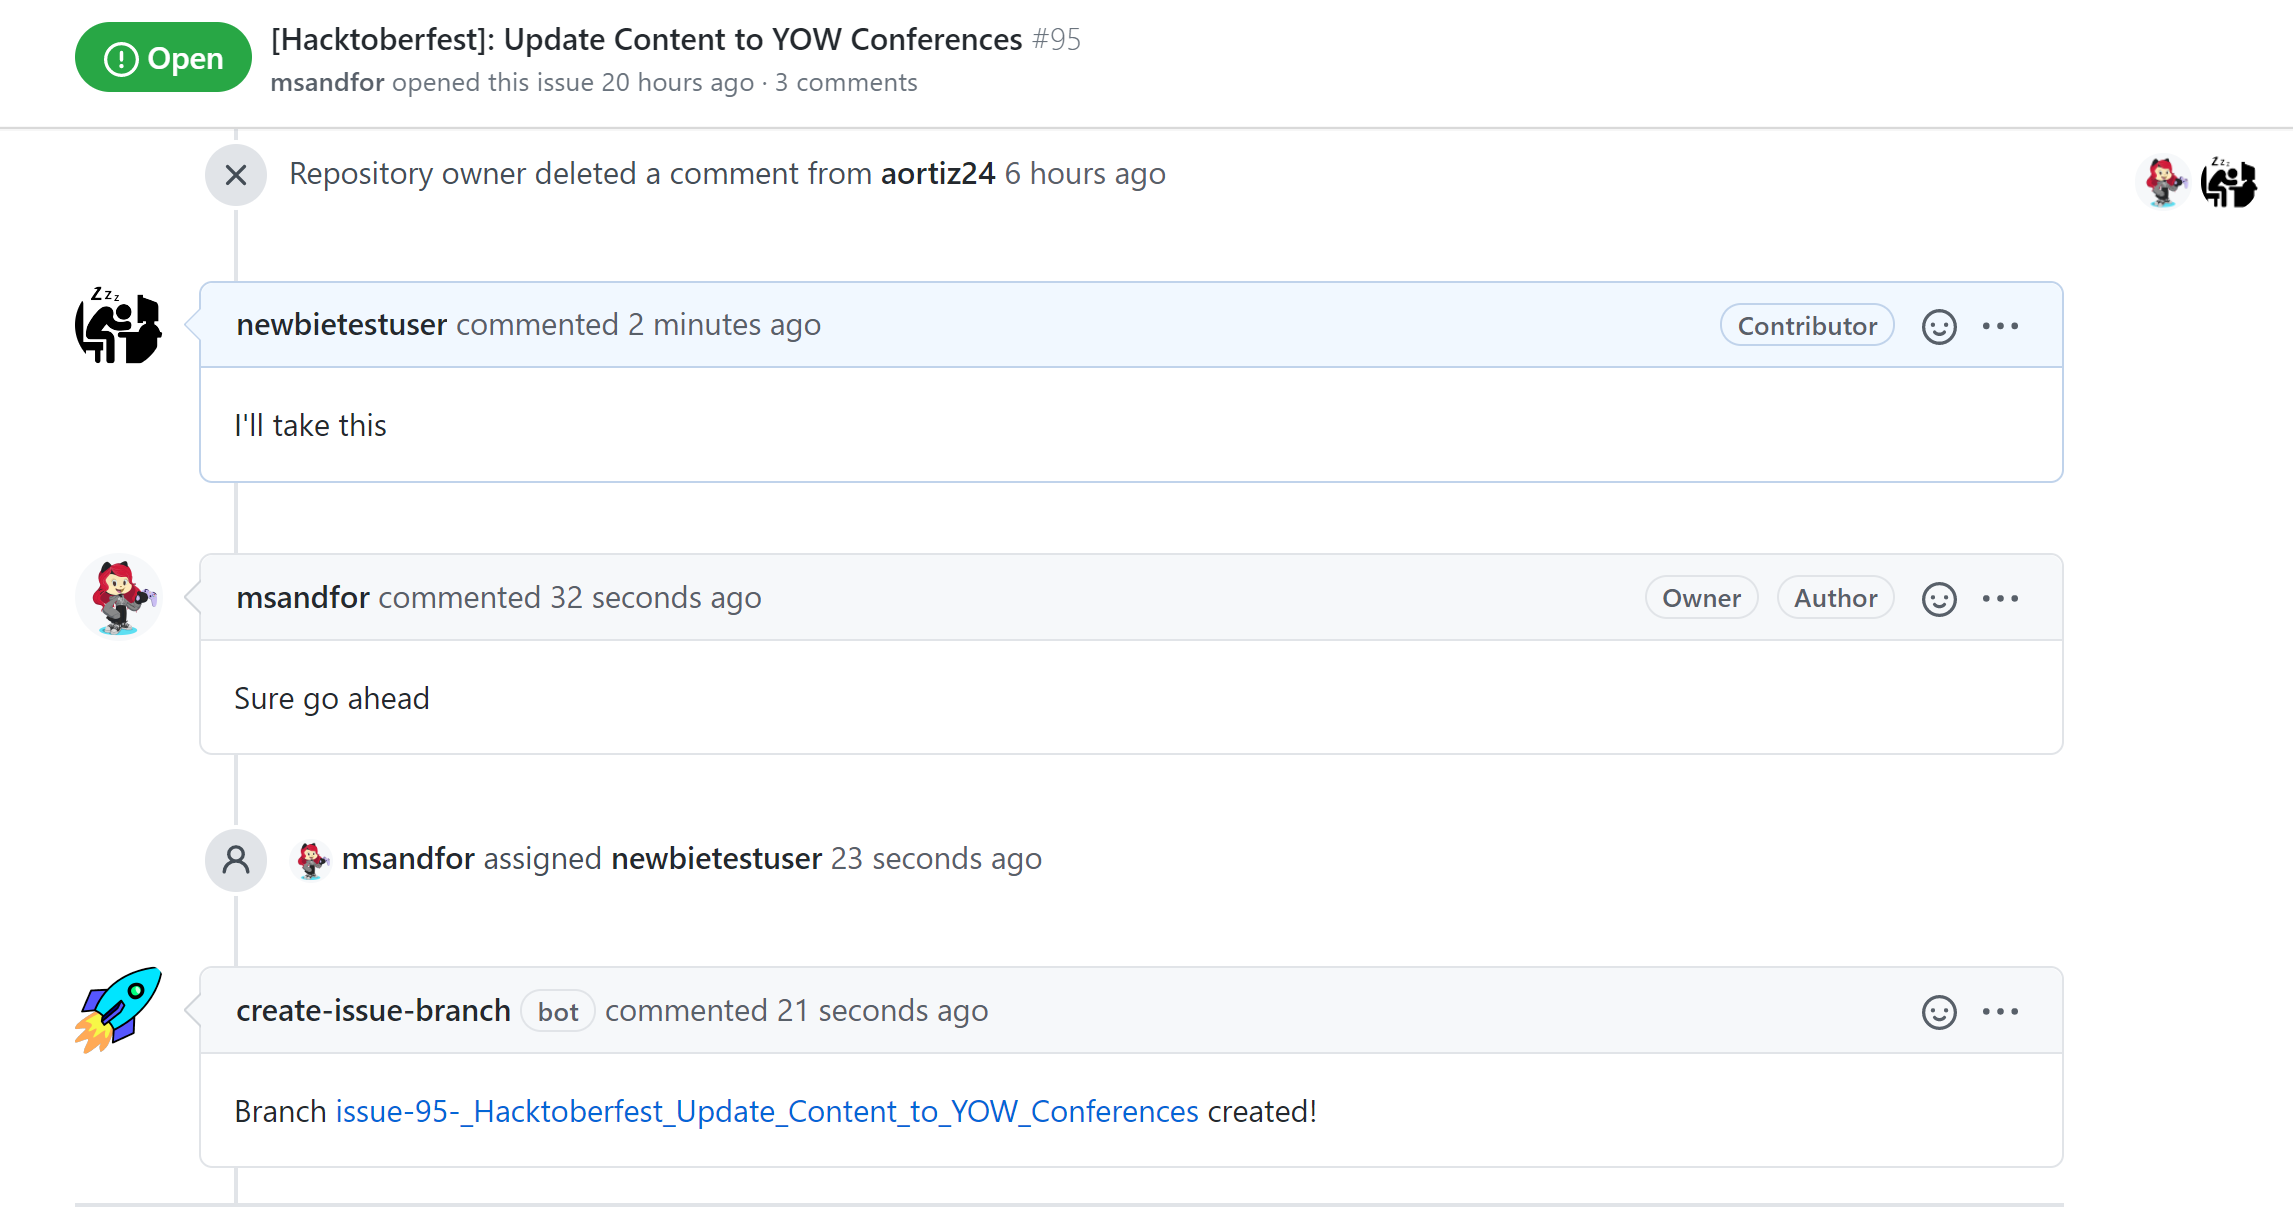 Open
[Hacktoberfest]: Update Content to YOW Conferences #95
msandfor opened this issue 20 hours ago · 3 comments
Repository owner deleted a comment from aortiz24 6 hours ago
Zzz
Zzz
newbietestuser commented 2 minutes ago
Contributor
I'll take this
msandfor commented 32 seconds ago
Owner
Author
Sure go ahead
msandfor assigned newbietestuser 23 seconds ago
create-issue-branch bot commented 21 seconds ago
Branch issue-95-_Hacktoberfest_Update_Content_to_YOW_Conferences created!